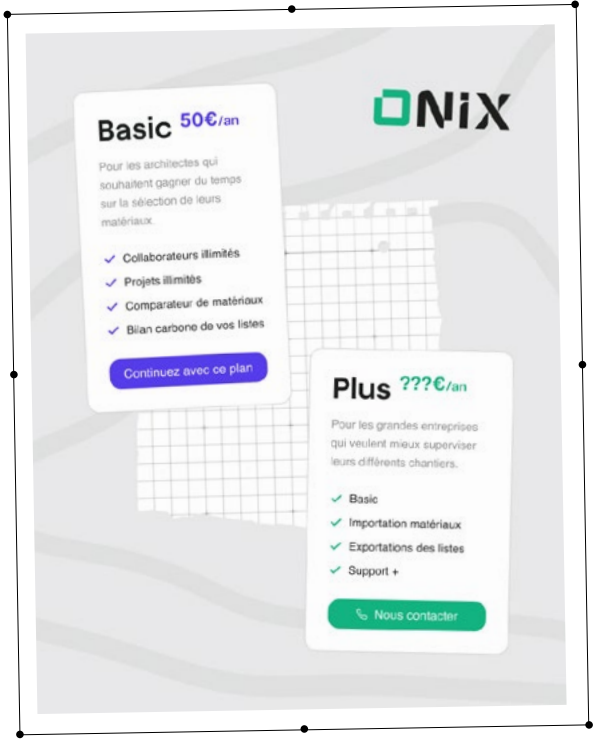 ONiX
Basic 50€/an
Pour les architectes qui
souhaitent gagner du temps
sur la sélection de leurs
matériaux.
Collaborateurs illimités
Projets illimités
Comparateur de matériaux
Bilan carbone de vos listes
Continuez avec ce plan
Plus ???€/an
Pour les grandes entreprises
qui veulent mieux superviser
leurs différents chantiers.
Basic
Importation matériaux
Exportations des listes
Support +
Nous contacter